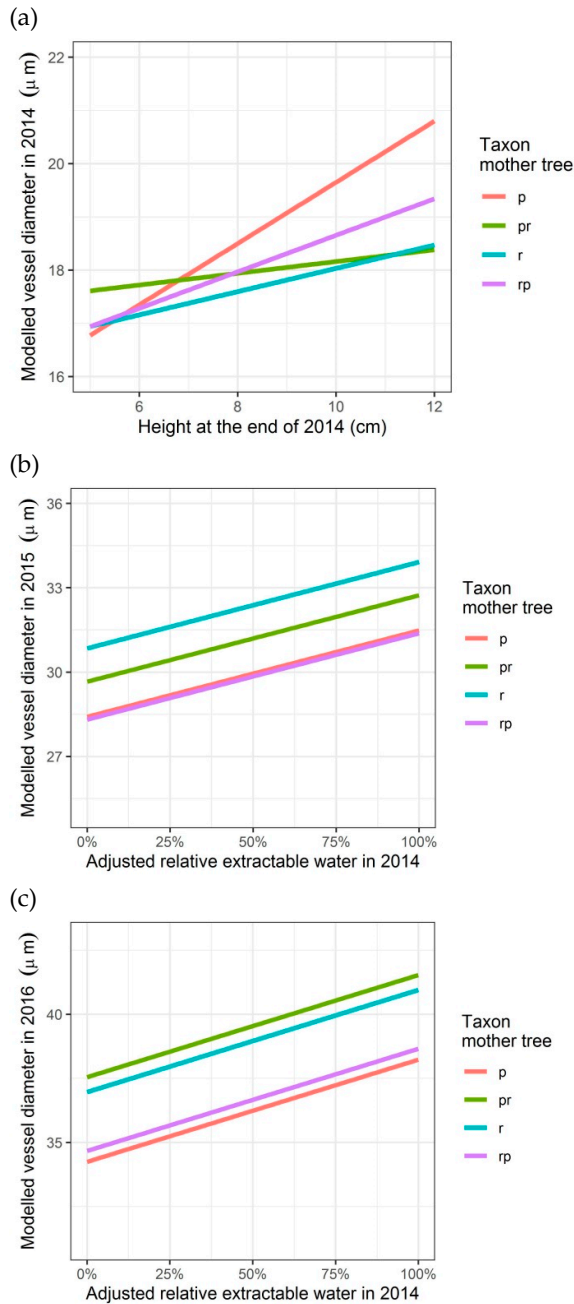 (a)
Modelled vessel diameter in 2014 (μm)
22
20
18
16
6
8
10
12
Height at the end of 2014 (cm)
Taxon
mother tree
p
pr
r
rp
(b)
Modelled vessel diameter in 2015 (μm)
36
33
30
27
0%
25%
50%
75%
100%
Adjusted relative extractable water in 2014
Taxon
mother tree
p
pr
r
rp
(c)
Modelled vessel diameter in 2016 (μm)
40
35
0%
25%
50%
75%
100%
Adjusted relative extractable water in 2014
Taxon
mother tree
p
pr
r
rp